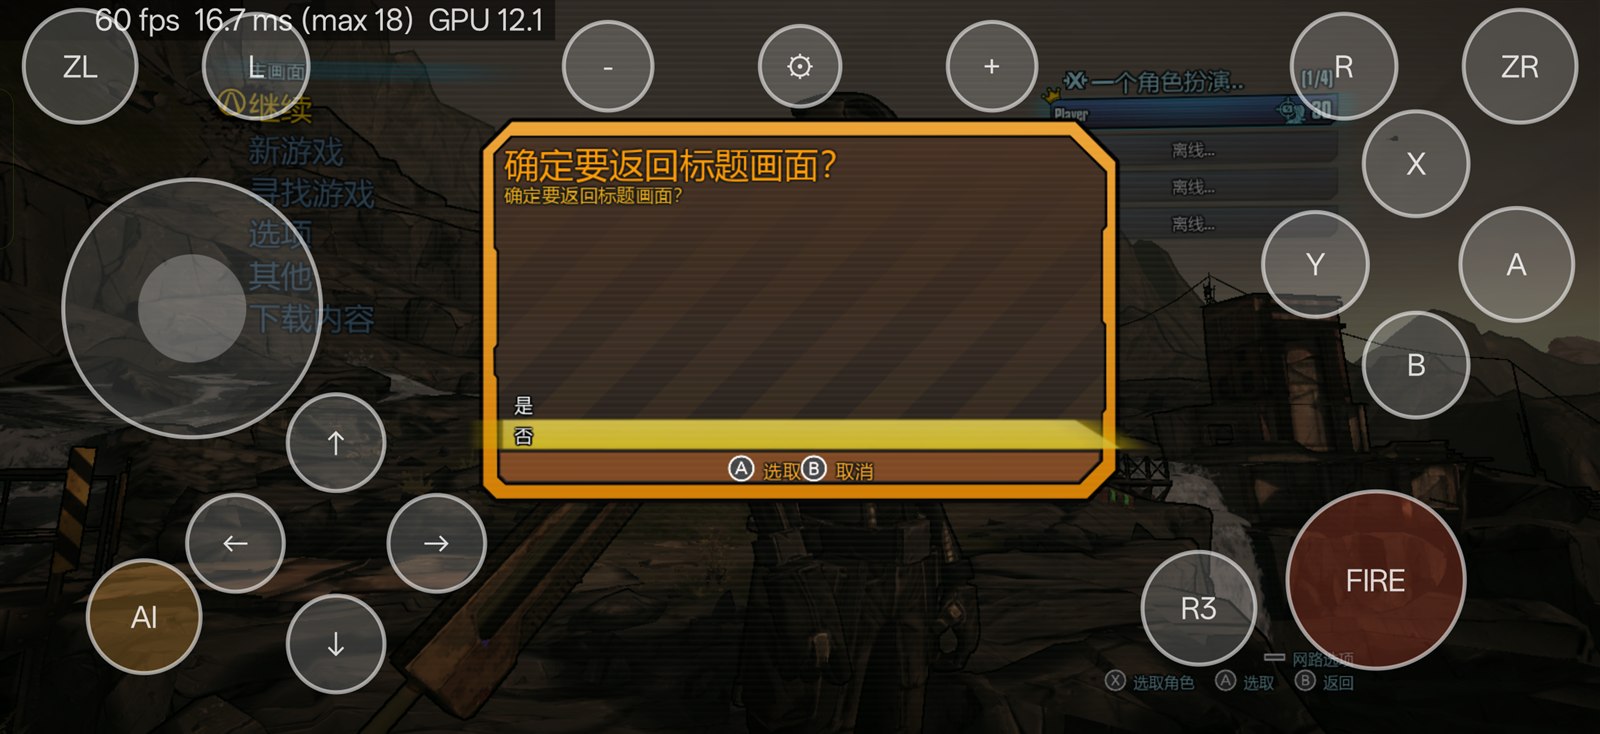 60 fps 16.7 ms (max 18) GPU 12.1
ZL
L
-
+
R
ZR
主画面
继续
新游戏
寻找游戏
选项
其他
下载内容
一个角色扮演... (1/4)
Player 80
离线...
离线...
离线...
X
Y
A
B
确定要返回标题画面?
确定要返回标题画面?
是
否
A 选取 B 取消
↑
←
→
↓
AI
R3
FIRE
网路选项
X 选取角色 A 选取 B 返回